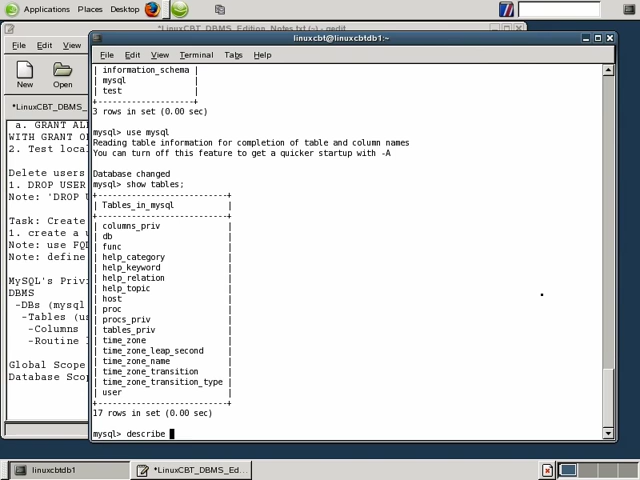 Applications Places Desktop
*LinuxCBT_DBMS_Edition_Notes.txt (~) - gedit
linuxcbt@linuxcbtdb1:~
File Edit View
File Edit View Terminal Tabs Help
New Open
*LinuxCBT_DBMS_
a. GRANT ALL
WITH GRANT O
2. Test loca
Delete users
1. DROP USER
Note: 'DROP U
Task: Create
1. create a u
Note: use FQD
Note: define
MySQL's Privi
DBMS
-DBs (mysql
-Tables (us
-Columns
-Routine l
Global Scope
Database Scop
| information_schema |
| mysql |
| test |
+--------------------+
3 rows in set (0.00 sec)
mysql> use mysql
Reading table information for completion of table and column names
You can turn off this feature to get a quicker startup with -A
Database changed
mysql> show tables;
+---------------------------+
| Tables_in_mysql |
+---------------------------+
| columns_priv |
| db |
| func |
| help_category |
| help_keyword |
| help_relation |
| help_topic |
| host |
| proc |
| procs_priv |
| tables_priv |
| time_zone |
| time_zone_leap_second |
| time_zone_name |
| time_zone_transition |
| time_zone_transition_type |
| user |
+---------------------------+
17 rows in set (0.00 sec)
mysql> describe
linuxcbtdb1
*LinuxCBT_DBMS_Ed...